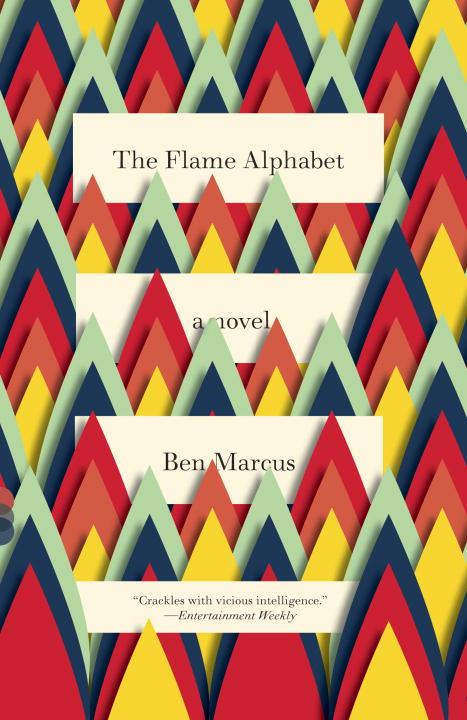 The Flame Alphabet
a novel
Ben Marcus
“Crackles with vicious intelligence.”
—Entertainment Weekly